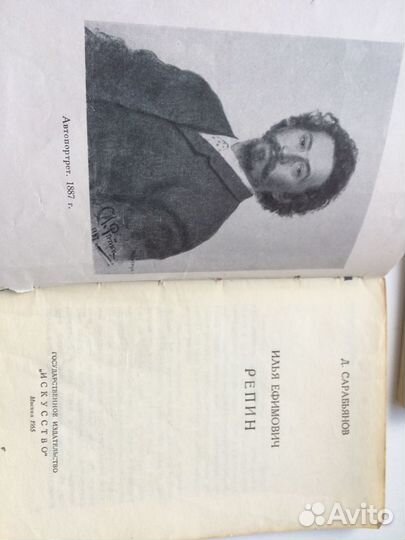 Автопортрет. 1887 г.
Д. САРАБЬЯНОВ
ИЛЬЯ ЕФИМОВИЧ
РЕПИН
ГОСУДАРСТВЕННОЕ ИЗДАТЕЛЬСТВО
„ИСКУССТВО“
Москва 1955
Avito